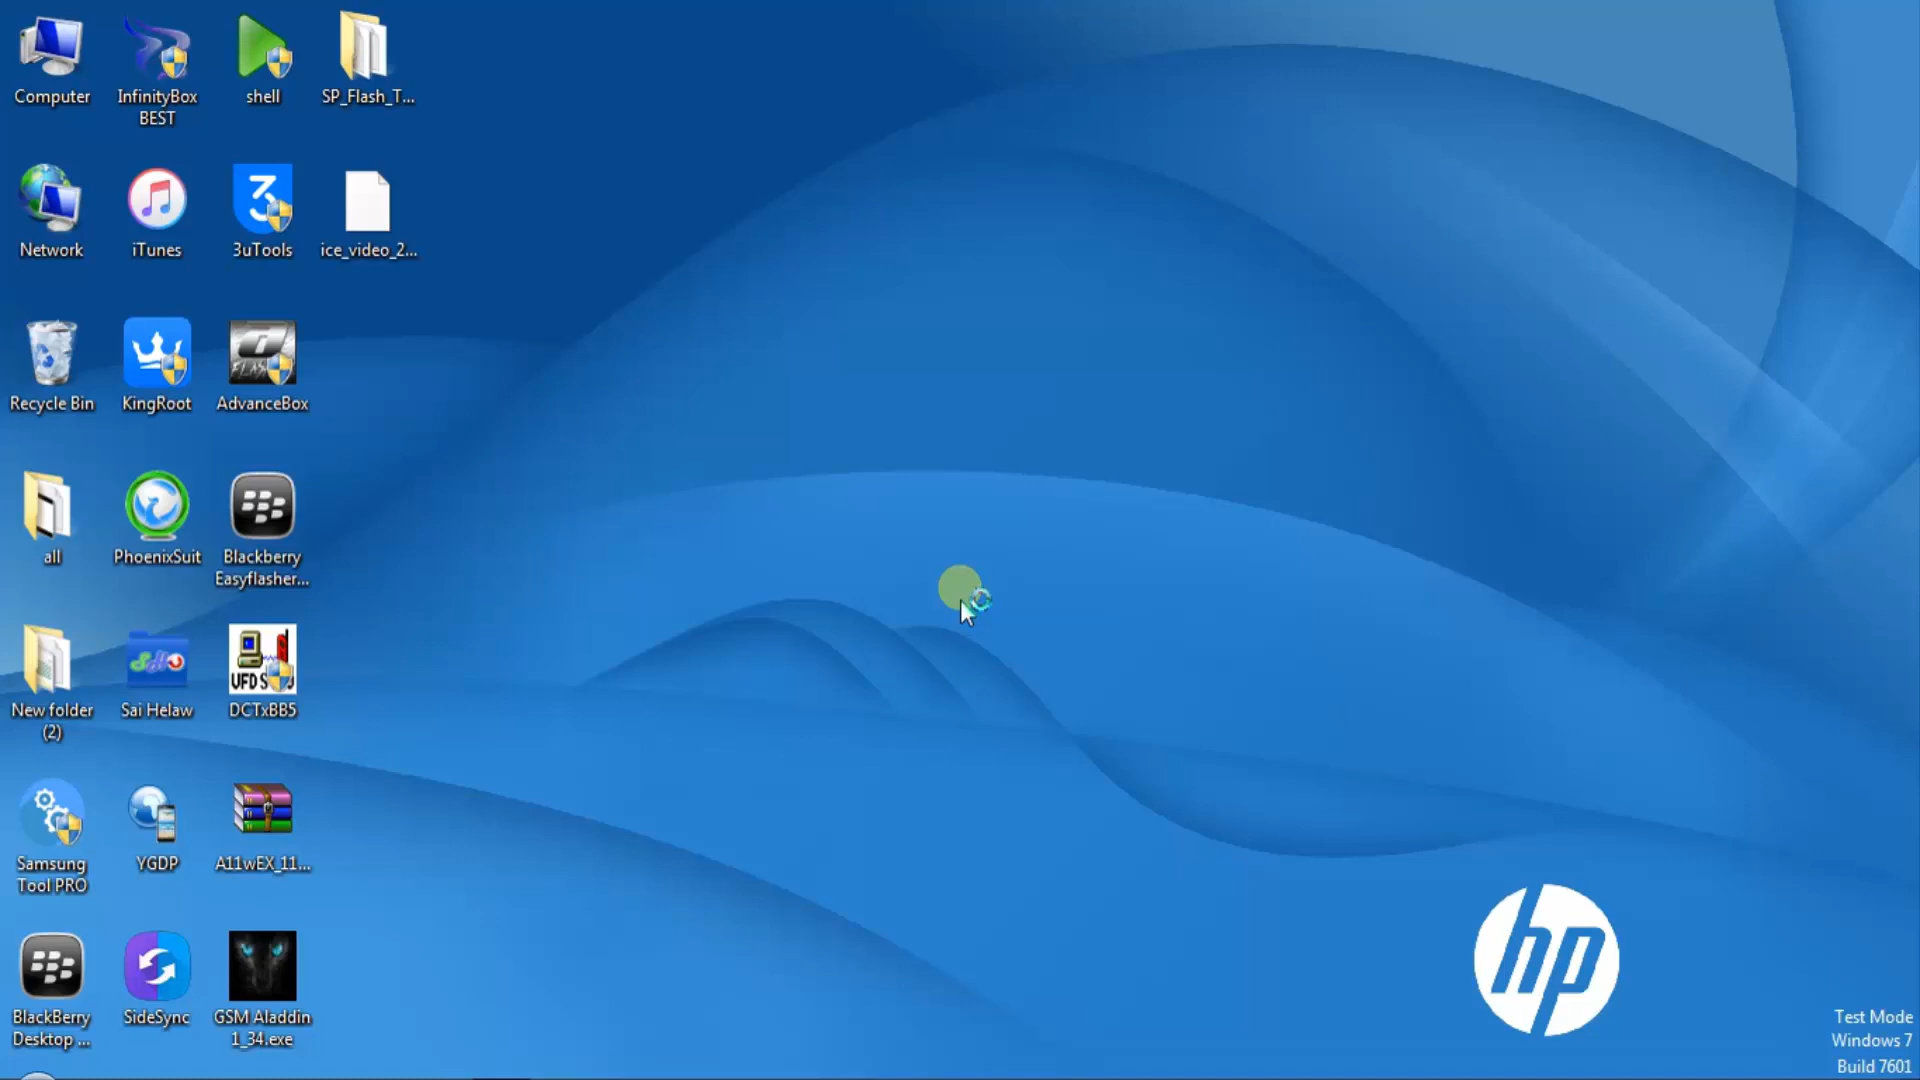 Computer
InfinityBox
BEST
shell
SP_Flash_T...
Network
iTunes
3
3uTools
ice_video_2...
Recycle Bin
KingRoot
AdvanceBox
all
PhoenixSuit
Blackberry
Easyflasher...
New folder
(2)
Sai Helaw
DCTxBB5
Samsung
Tool PRO
YGDP
A11wEX_11...
BlackBerry
Desktop ...
SideSync
GSM Aladdin
1_34.exe
hp
Test Mode
Windows 7
Build 7601